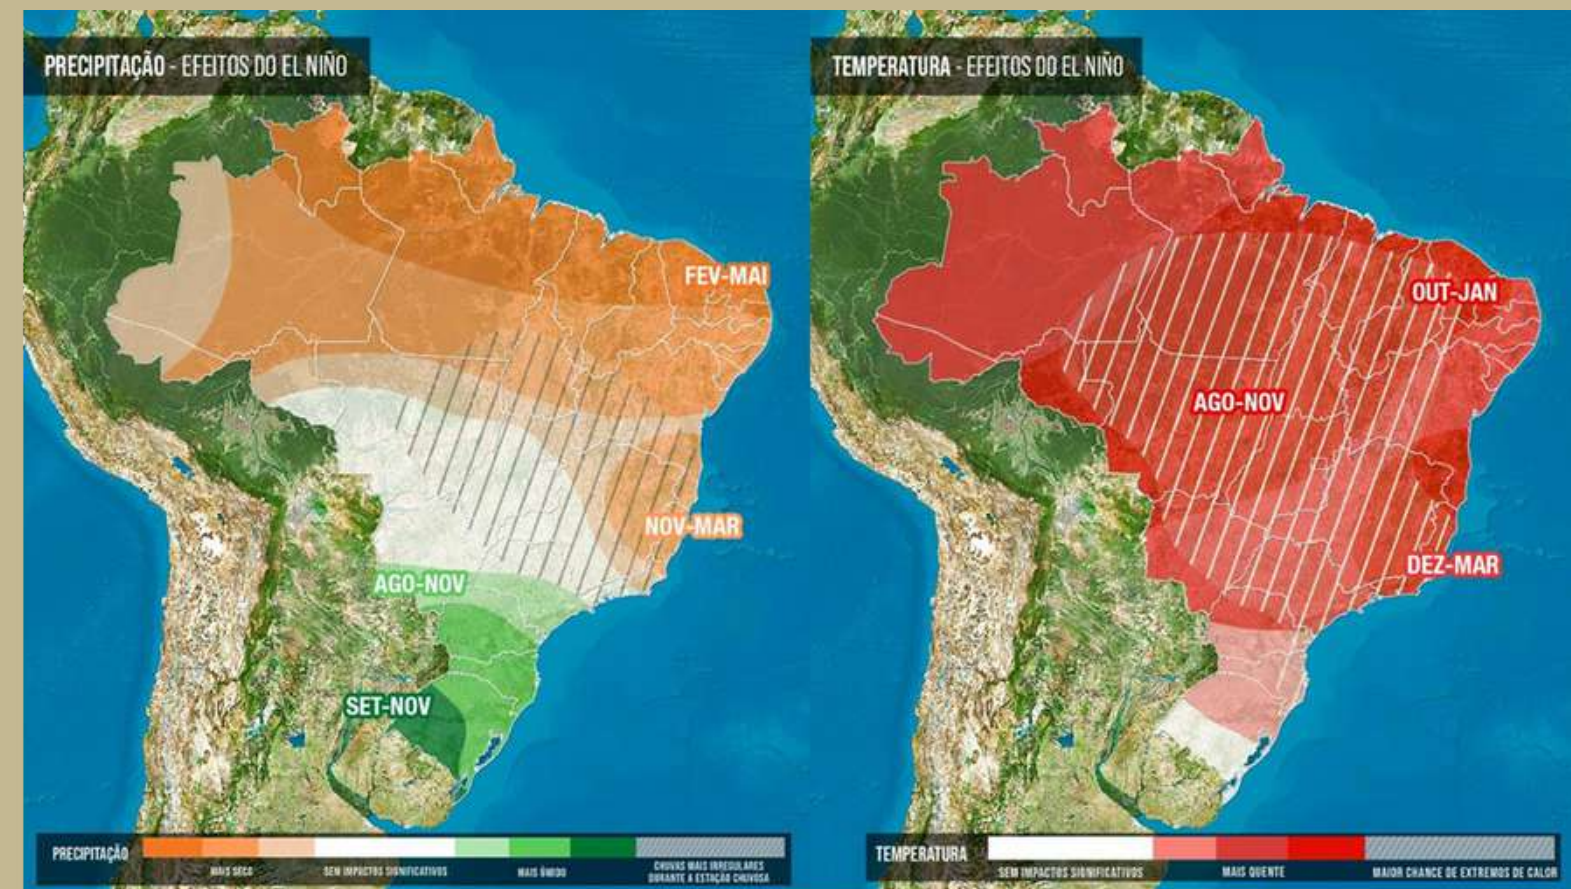 PRECIPITAÇÃO - EFEITOS DO EL NIÑO
FEV-MAI
NOV-MAR
AGO-NOV
SET-NOV
PRECIPITAÇÃO
MAIS SECO
SEM IMPACTOS SIGNIFICATIVOS
MAIS ÚMIDO
CHUVAS MAIS IRREGULARES
DURANTE A ESTAÇÃO CHUVOSA
TEMPERATURA - EFEITOS DO EL NIÑO
OUT-JAN
AGO-NOV
DEZ-MAR
TEMPERATURA
SEM IMPACTOS SIGNIFICATIVOS
MAIS QUENTE
MAIOR CHANCE DE EXTREMOS DE CALOR